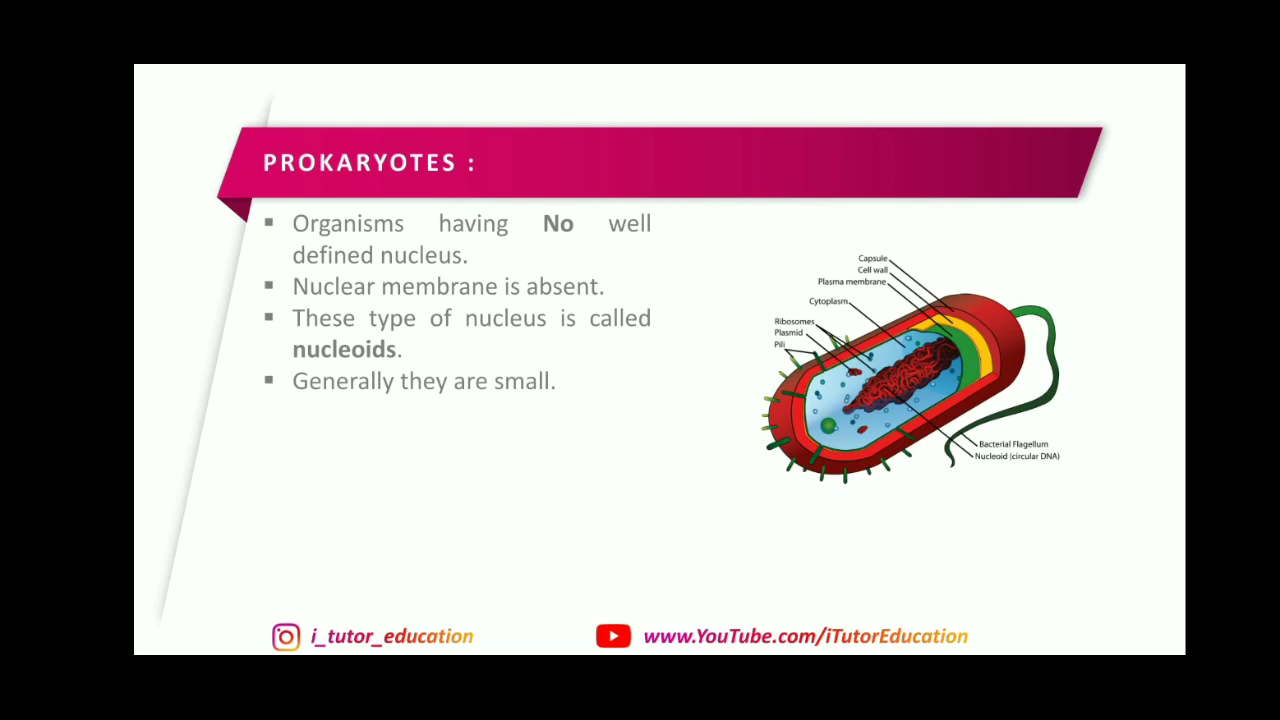 PROKARYOTES :
▪ Organisms having No well
defined nucleus.
▪ Nuclear membrane is absent.
▪ These type of nucleus is called
nucleoids.
▪ Generally they are small.
Capsule
Cell wall
Plasma membrane
Cytoplasm
Ribosomes
Plasmid
Pili
Bacterial Flagellum
Nucleoid (circular DNA)
i_tutor_education
www.YouTube.com/iTutorEducation